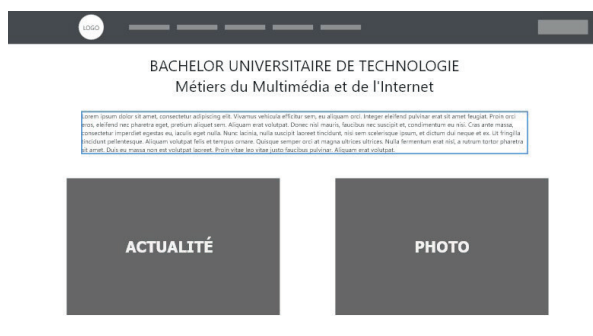 LOGO
BACHELOR UNIVERSITAIRE DE TECHNOLOGIE
Métiers du Multimédia et de l'Internet
Lorem ipsum dolor sit amet, consectetur adipiscing elit. Vivamus vehicula efficitur sem, eu aliquam orci. Integer eleifend pulvinar erat sit amet feugiat. Proin orci
eros, eleifend nec pharetra eget, pretium aliquet sem. Aliquam erat volutpat. Donec nisl mauris, faucibus nec suscipit et, condimentum eu nisi. Cras ante massa,
consectetur imperdiet egestas eu, iaculis eget nulla. Nunc lacinia, nulla suscipit laoreet tincidunt, nisi sem scelerisque ipsum, et dictum dui neque et ex. Ut fringilla
tincidunt pellentesque. Aliquam volutpat felis et tempus ornare. Quisque semper orci at magna ultrices ultrices. Nulla fermentum erat nisl, a rutrum tortor pharetra
sit amet. Duis eu massa non est volutpat laoreet. Proin vitae leo vitae justo faucibus pulvinar. Aliquam erat volutpat.
ACTUALITÉ
PHOTO